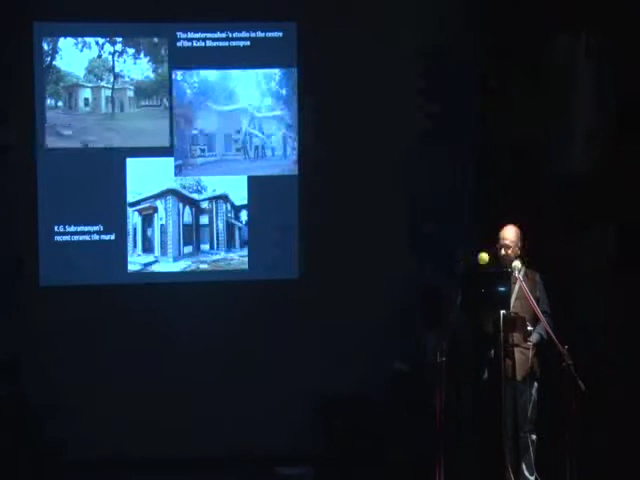 The Mastermoshai's studio in the centre
of the Kala Bhavana campus
K.G. Subramanyan's
recent ceramic tile mural